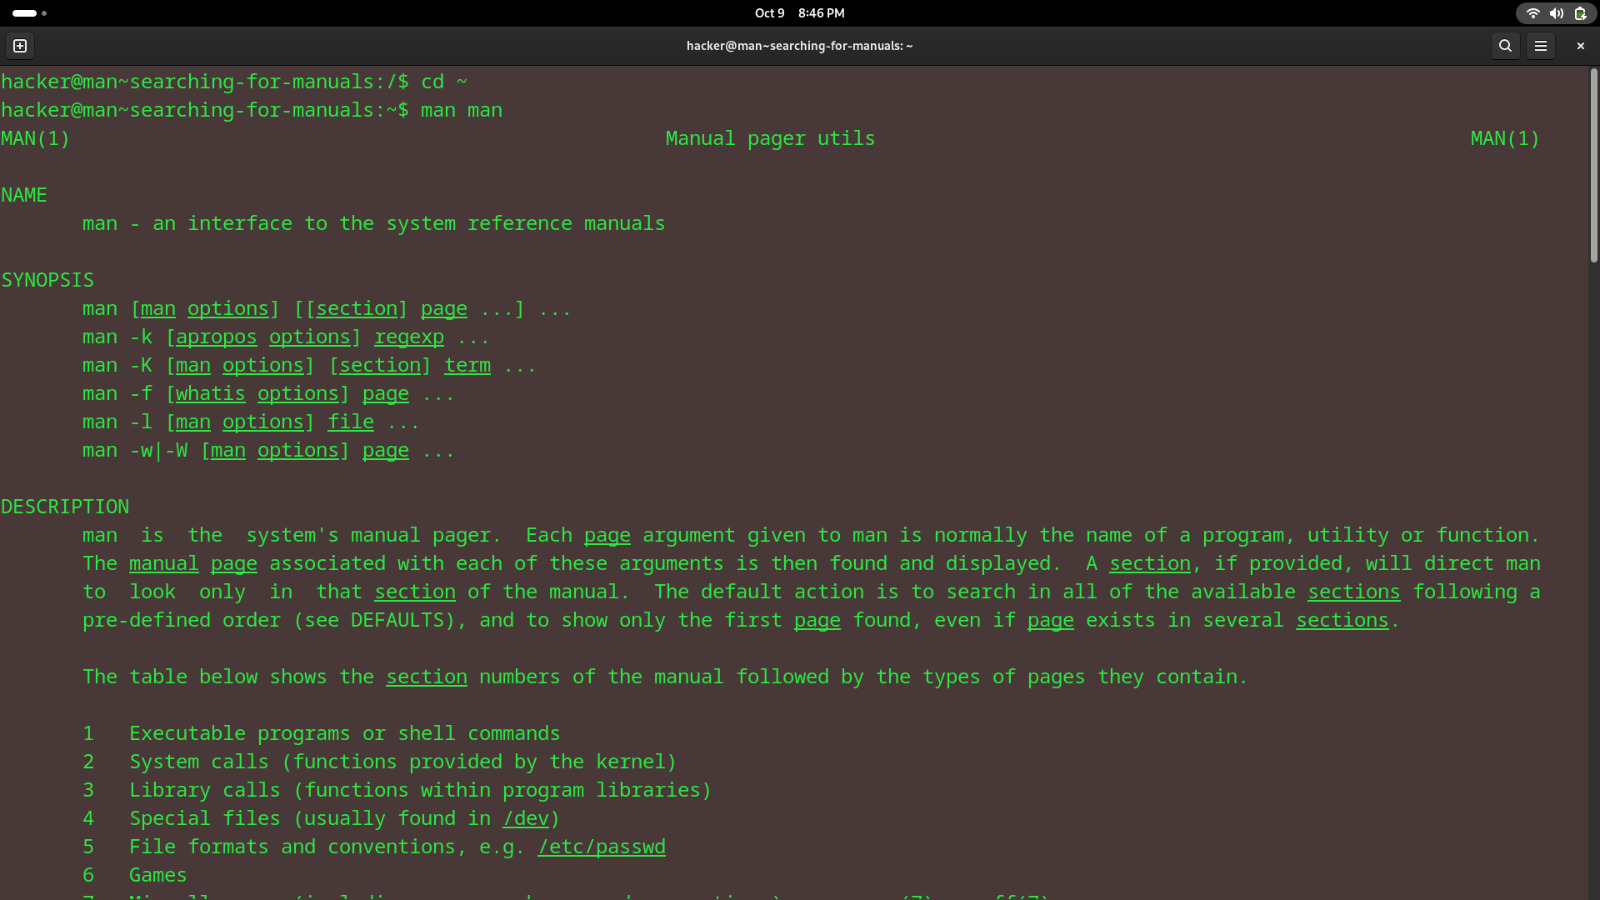 Oct 9 8:46 PM
hacker@man~searching-for-manuals: ~
hacker@man~searching-for-manuals:/$ cd ~
hacker@man~searching-for-manuals:~$ man man
MAN(1) Manual pager utils MAN(1)
NAME
man - an interface to the system reference manuals
SYNOPSIS
man [man options] [[section] page ...] ...
man -k [apropos options] regexp ...
man -K [man options] [section] term ...
man -f [whatis options] page ...
man -l [man options] file ...
man -w|-W [man options] page ...
DESCRIPTION
man is the system's manual pager. Each page argument given to man is normally the name of a program, utility or function.
The manual page associated with each of these arguments is then found and displayed. A section, if provided, will direct man
to look only in that section of the manual. The default action is to search in all of the available sections following a
pre-defined order (see DEFAULTS), and to show only the first page found, even if page exists in several sections.
The table below shows the section numbers of the manual followed by the types of pages they contain.
1 Executable programs or shell commands
2 System calls (functions provided by the kernel)
3 Library calls (functions within program libraries)
4 Special files (usually found in /dev)
5 File formats and conventions, e.g. /etc/passwd
6 Games